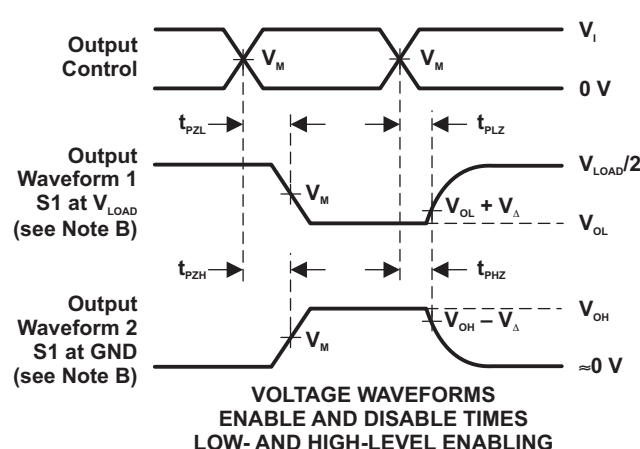 Output
Control
V_M
V_M
V_I
0 V
t_PZL
t_PLZ
Output
Waveform 1
S1 at V_LOAD
(see Note B)
V_M
V_OL + V_Δ
V_LOAD/2
V_OL
t_PZH
t_PHZ
Output
Waveform 2
S1 at GND
(see Note B)
V_M
V_OH – V_Δ
V_OH
≈0 V
VOLTAGE WAVEFORMS
ENABLE AND DISABLE TIMES
LOW- AND HIGH-LEVEL ENABLING